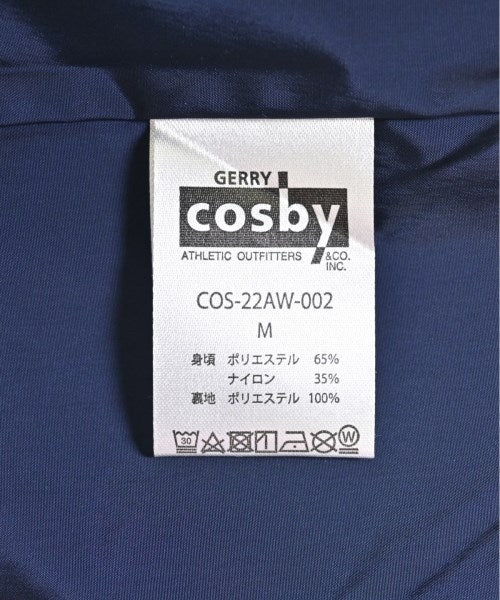 GERRY
cosby
ATHLETIC OUTFITTERS &CO. INC.
COS-22AW-002
M
身頃 ポリエステル 65%
ナイロン 35%
裏地 ポリエステル 100%
30 W